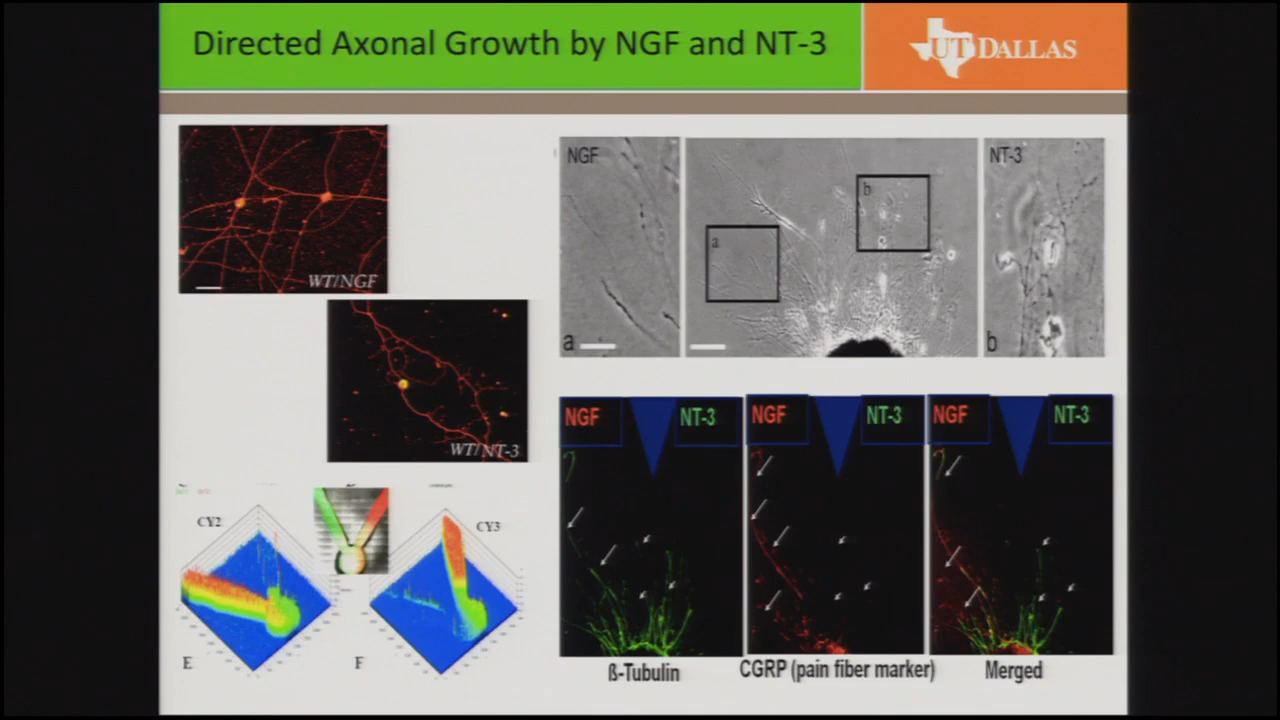 Directed Axonal Growth by NGF and NT-3
UT DALLAS
WT/NGF
WT/NT-3
CY2
CY3
E
F
NGF
a
b
NT-3
a
b
NGF
NT-3
NGF
NT-3
NGF
NT-3
ß-Tubulin
CGRP (pain fiber marker)
Merged